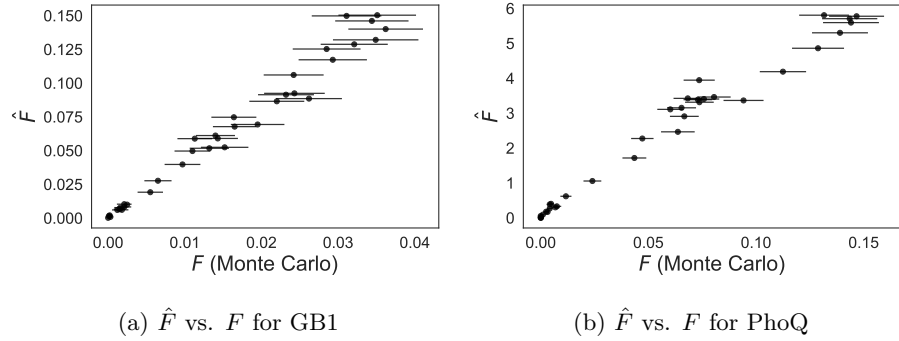 0.150
0.125
0.100
0.075
0.050
0.025
0.000
F̂
0.00 0.01 0.02 0.03 0.04
F (Monte Carlo)
(a) F̂ vs. F for GB1
6
5
4
3
2
1
0
F̂
0.00 0.05 0.10 0.15
F (Monte Carlo)
(b) F̂ vs. F for PhoQ